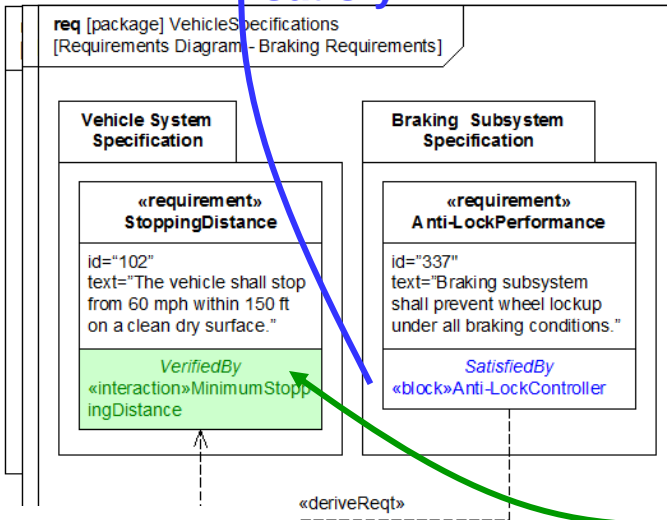 req [package] VehicleSpecifications
[Requirements Diagram - Braking Requirements]
Vehicle System
Specification
Braking Subsystem
Specification
«requirement»
StoppingDistance
id=“102”
text=“The vehicle shall stop
from 60 mph within 150 ft
on a clean dry surface.”
VerifiedBy
«interaction»MinimumStopp
ingDistance
«requirement»
Anti-LockPerformance
id=“337"
text=“Braking subsystem
shall prevent wheel lockup
under all braking conditions.”
SatisfiedBy
«block»Anti-LockController
«deriveReqt»